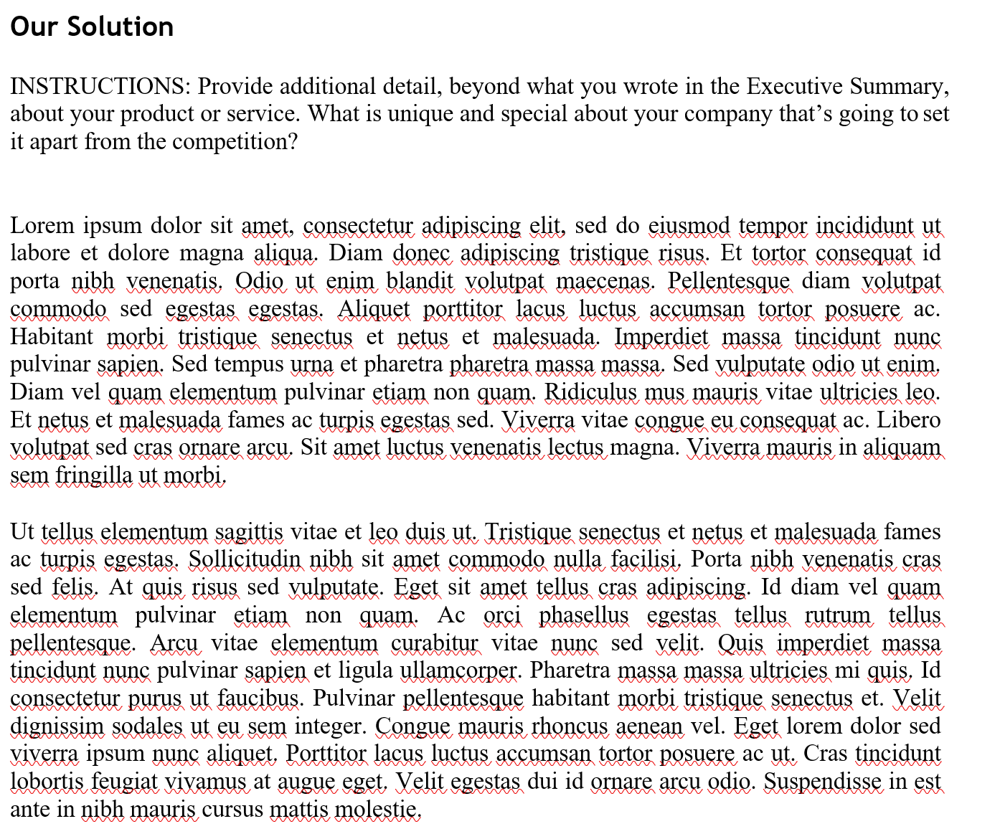 Our Solution
INSTRUCTIONS: Provide additional detail, beyond what you wrote in the Executive Summary,
about your product or service. What is unique and special about your company that’s going to set
it apart from the competition?
Lorem ipsum dolor sit amet, consectetur adipiscing elit, sed do eiusmod tempor incididunt ut
labore et dolore magna aliqua. Diam donec adipiscing tristique risus. Et tortor consequat id
porta nibh venenatis. Odio ut enim blandit volutpat maecenas. Pellentesque diam volutpat
commodo sed egestas egestas. Aliquet porttitor lacus luctus accumsan tortor posuere ac.
Habitant morbi tristique senectus et netus et malesuada. Imperdiet massa tincidunt nunc
pulvinar sapien. Sed tempus urna et pharetra pharetra massa massa. Sed vulputate odio ut enim.
Diam vel quam elementum pulvinar etiam non quam. Ridiculus mus mauris vitae ultricies leo.
Et netus et malesuada fames ac turpis egestas sed. Viverra vitae congue eu consequat ac. Libero
volutpat sed cras ornare arcu. Sit amet luctus venenatis lectus magna. Viverra mauris in aliquam
sem fringilla ut morbi.
Ut tellus elementum sagittis vitae et leo duis ut. Tristique senectus et netus et malesuada fames
ac turpis egestas. Sollicitudin nibh sit amet commodo nulla facilisi. Porta nibh venenatis cras
sed felis. At quis risus sed vulputate. Eget sit amet tellus cras adipiscing. Id diam vel quam
elementum pulvinar etiam non quam. Ac orci phasellus egestas tellus rutrum tellus
pellentesque. Arcu vitae elementum curabitur vitae nunc sed velit. Quis imperdiet massa
tincidunt nunc pulvinar sapien et ligula ullamcorper. Pharetra massa massa ultricies mi quis. Id
consectetur purus ut faucibus. Pulvinar pellentesque habitant morbi tristique senectus et. Velit
dignissim sodales ut eu sem integer. Congue mauris rhoncus aenean vel. Eget lorem dolor sed
viverra ipsum nunc aliquet. Porttitor lacus luctus accumsan tortor posuere ac ut. Cras tincidunt
lobortis feugiat vivamus at augue eget. Velit egestas dui id ornare arcu odio. Suspendisse in est
ante in nibh mauris cursus mattis molestie.